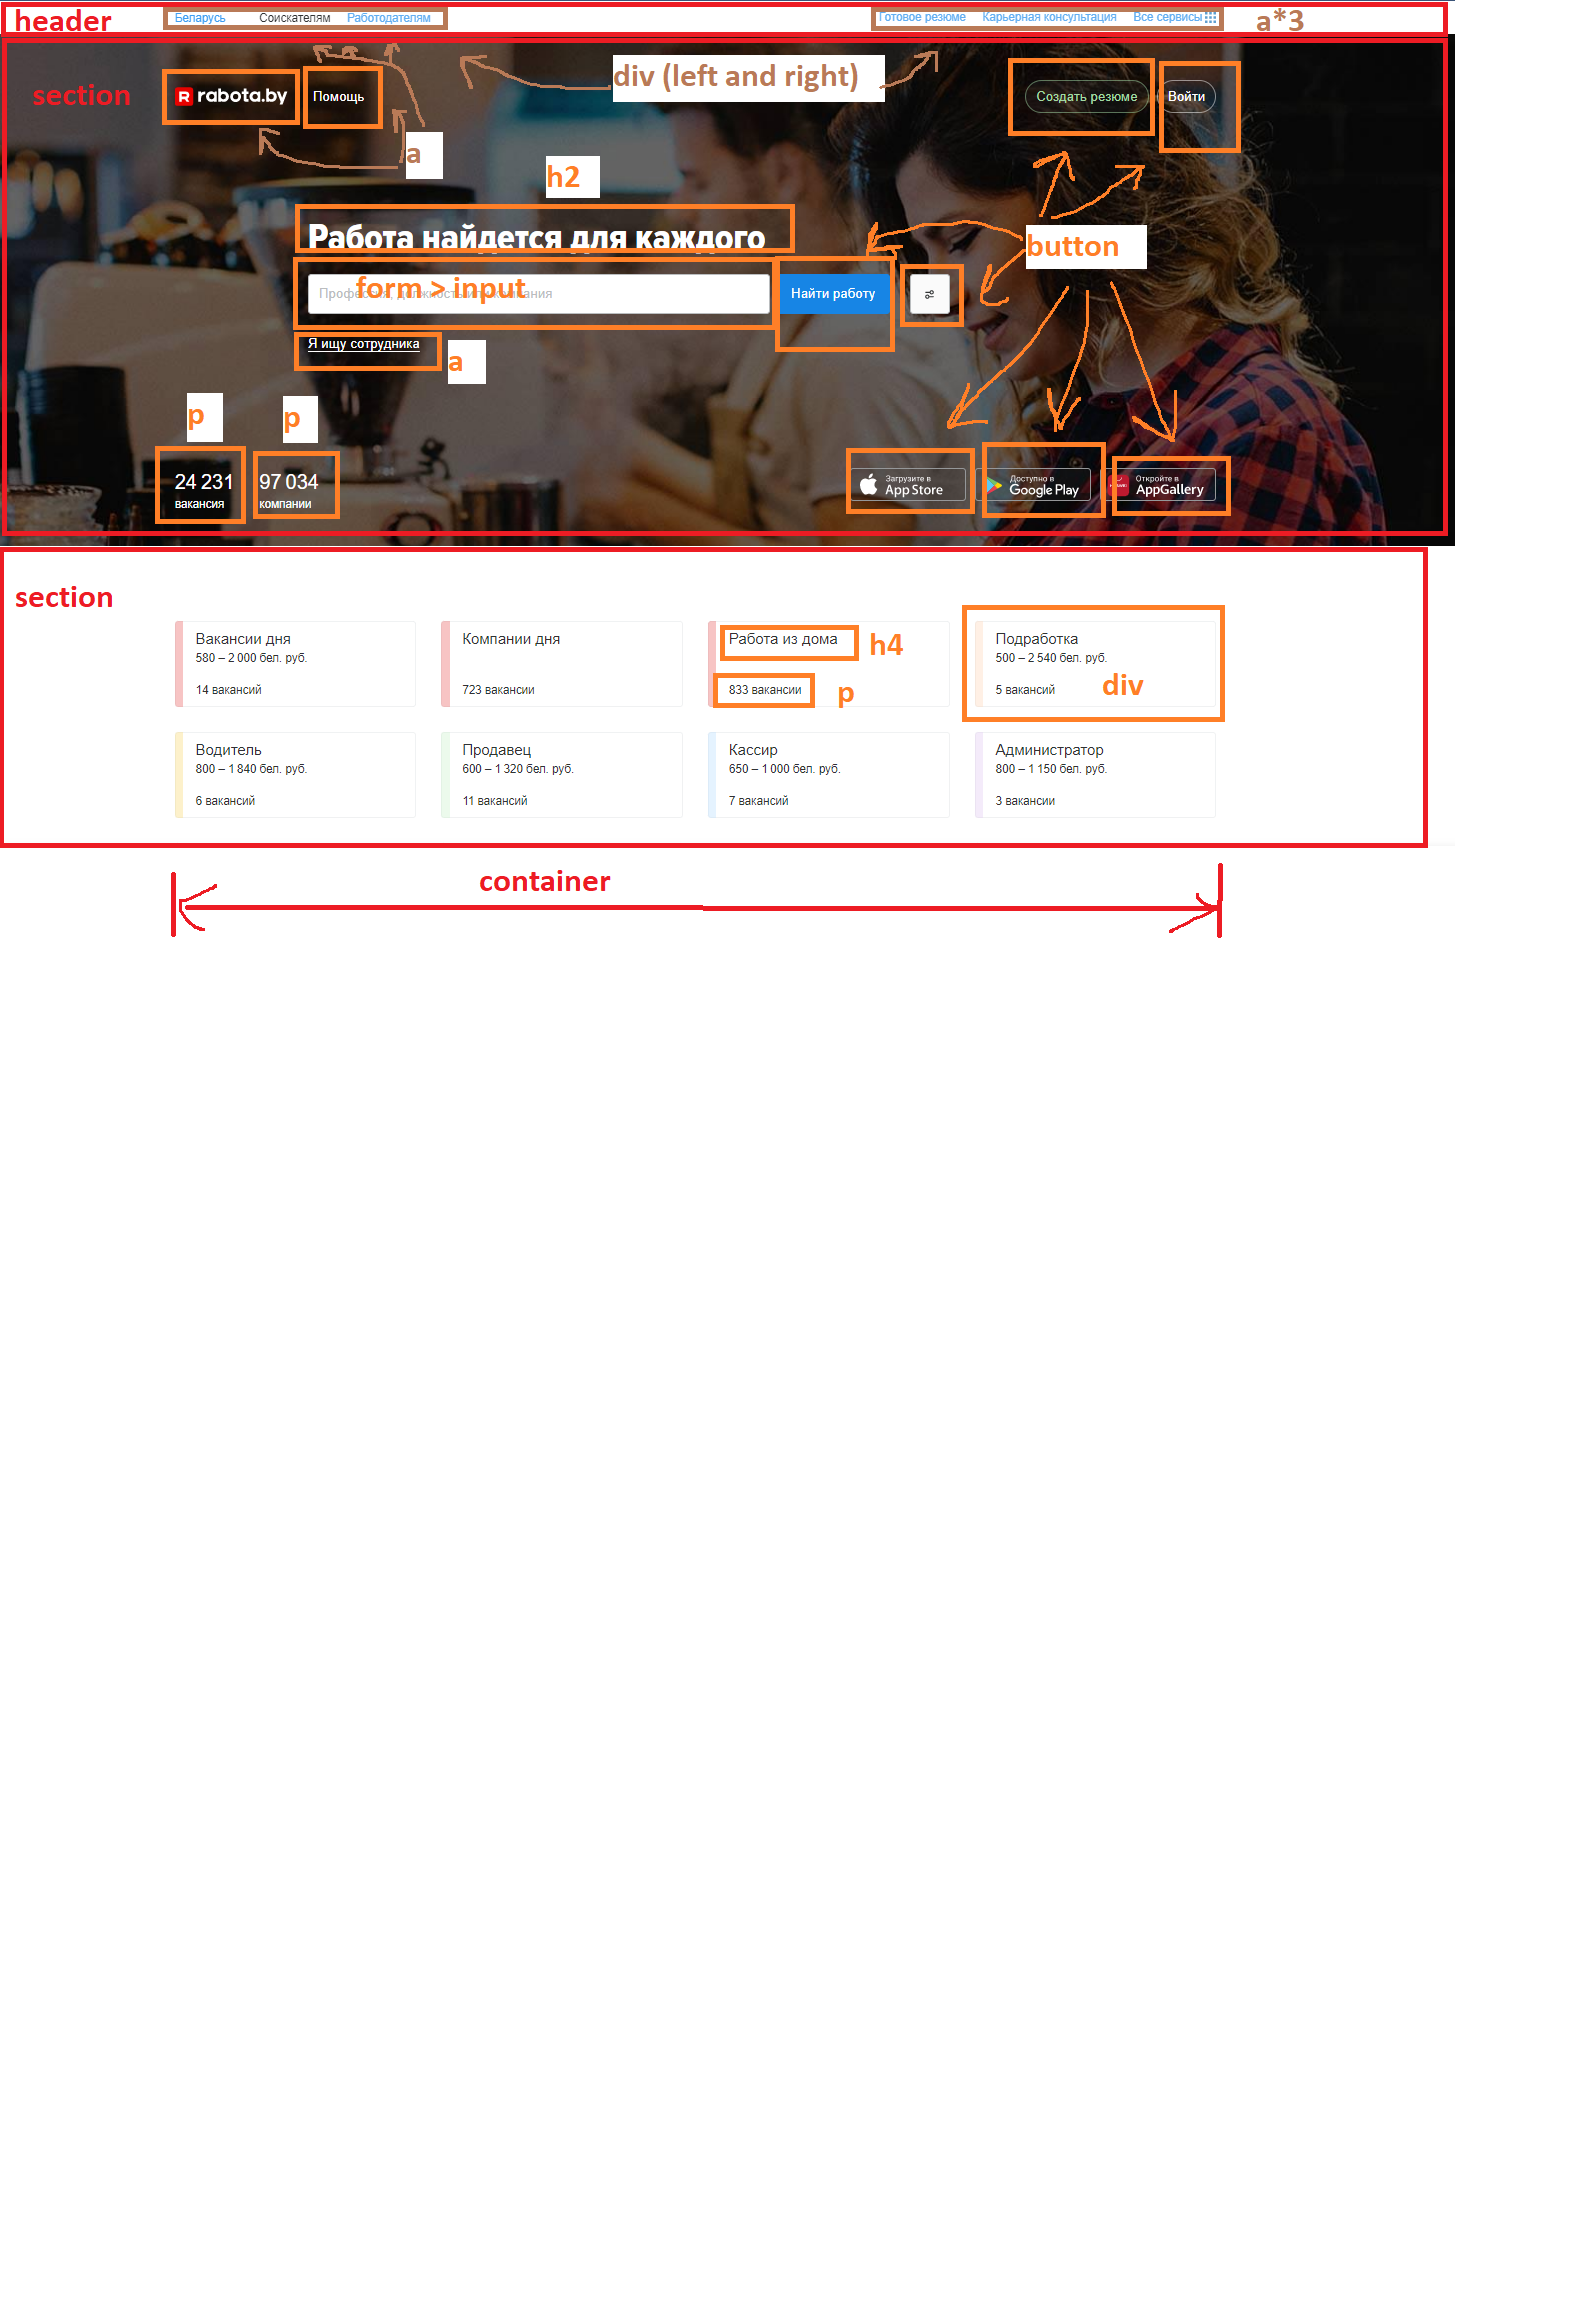 header
Беларусь Соискателям Работодателям
Готовое резюме Карьерная консультация Все сервисы
a*3
section
R rabota.by
Помощь
div (left and right)
Создать резюме
Войти
a
h2
button
Работа найдется для каждого
form > input
Профессия, должность или компания
Найти работу
Я ищу сотрудника
a
p
p
24 231
вакансия
97 034
компании
Загрузите в
App Store
Доступно в
Google Play
HUAWEI
Откройте в
AppGallery
section
Вакансии дня
580 – 2 000 бел. руб.
14 вакансий
Компании дня
723 вакансии
Работа из дома
h4
833 вакансии
p
Подработка
500 – 2 540 бел. руб.
5 вакансий
div
Водитель
800 – 1 840 бел. руб.
6 вакансий
Продавец
600 – 1 320 бел. руб.
11 вакансий
Кассир
650 – 1 000 бел. руб.
7 вакансий
Администратор
800 – 1 150 бел. руб.
3 вакансии
container